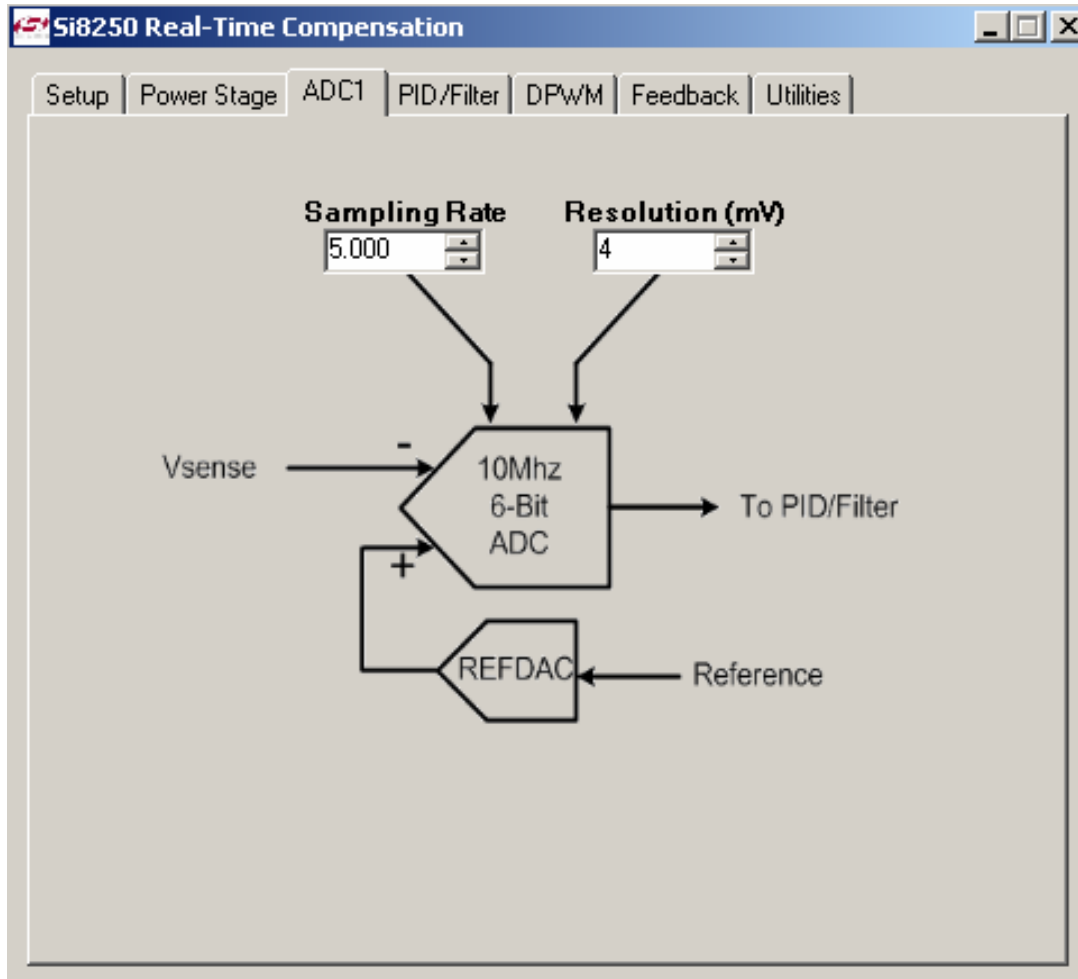 Si8250 Real-Time Compensation
Setup Power Stage ADC1 PID/Filter DPWM Feedback Utilities
Sampling Rate Resolution (mV)
5.000 4
-
Vsense
10Mhz
6-Bit
ADC
To PID/Filter
+
REFDAC
Reference